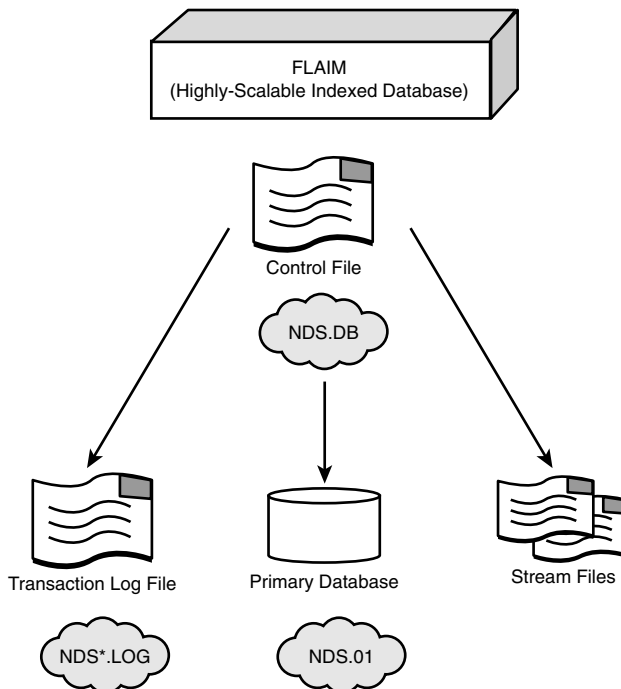 FLAIM
(Highly-Scalable Indexed Database)
Control File
NDS.DB
Transaction Log File
Primary Database
Stream Files
NDS*.LOG
NDS.01